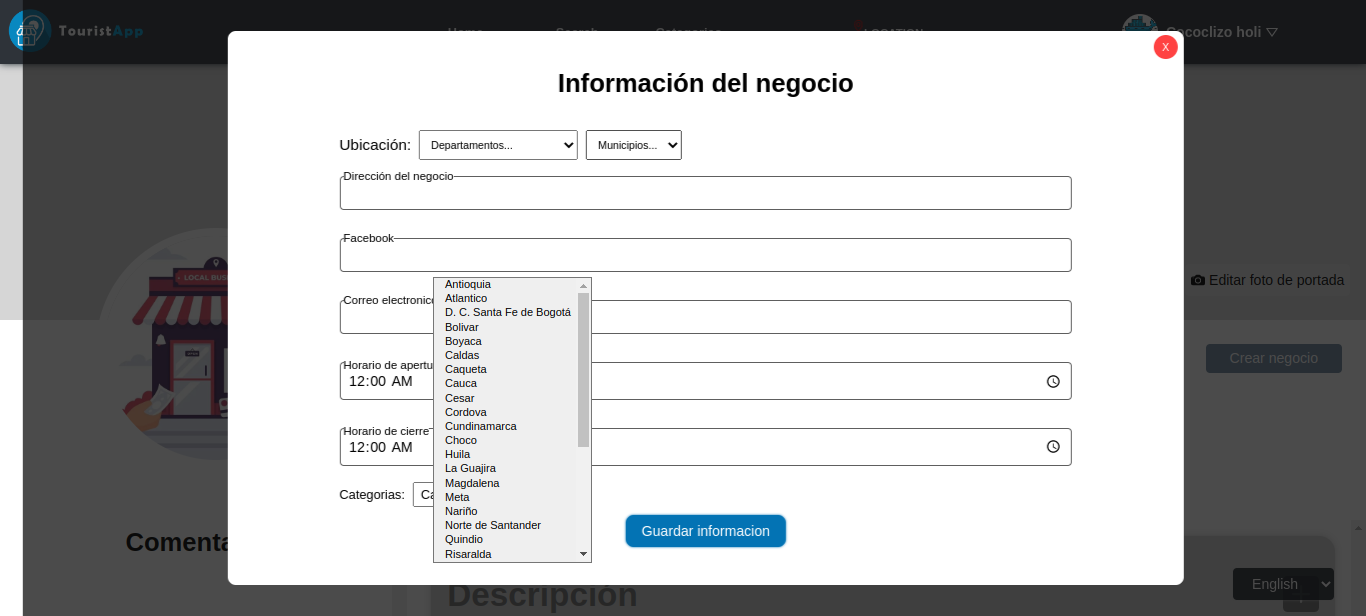 TouristApp
Home
Search
Categories
LOCATION
Cococlizo holi
X
Información del negocio
Ubicación:
Departamentos...
Municipios...
Dirección del negocio
Facebook
Correo electronico
Horario de apertu
12:00 AM
Horario de cierre
12:00 AM
Categorias:
Ca
Antioquia
Atlantico
D. C. Santa Fe de Bogotá
Bolivar
Boyaca
Caldas
Caqueta
Cauca
Cesar
Cordova
Cundinamarca
Choco
Huila
La Guajira
Magdalena
Meta
Nariño
Norte de Santander
Quindio
Risaralda
Guardar informacion
LOCAL BUS
Editar foto de portada
Crear negocio
Comenta
Descripción
English